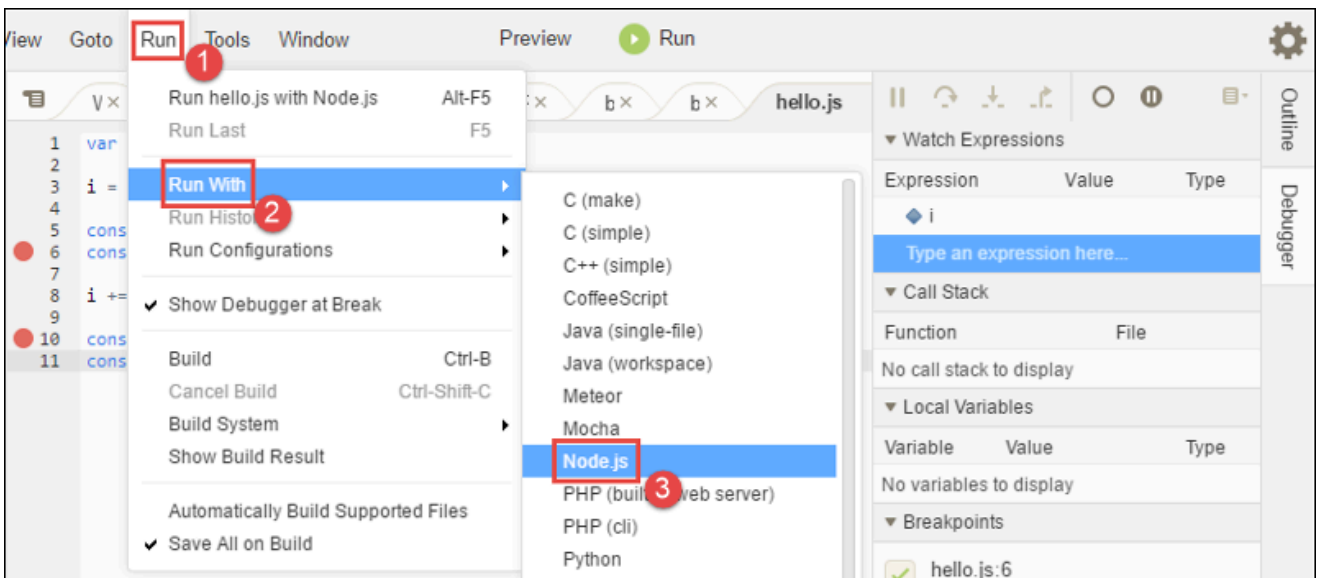 View Goto Run Tools Window Preview Run
1
V × × b × b × hello.js
Run hello.js with Node.js Alt-F5
Run Last F5
Run With
2
Run Histo
Run Configurations
Show Debugger at Break
Build Ctrl-B
Cancel Build Ctrl-Shift-C
Build System
Show Build Result
Automatically Build Supported Files
Save All on Build
1 var
2
3 i =
4
5 cons
6 cons
7
8 i +=
9
10 cons
11 cons
C (make)
C (simple)
C++ (simple)
CoffeeScript
Java (single-file)
Java (workspace)
Meteor
Mocha
Node.js
3
PHP (built web server)
PHP (cli)
Python
Watch Expressions
Expression Value Type
i
Type an expression here...
Call Stack
Function File
No call stack to display
Local Variables
Variable Value Type
No variables to display
Breakpoints
hello.js:6
Outline
Debugger